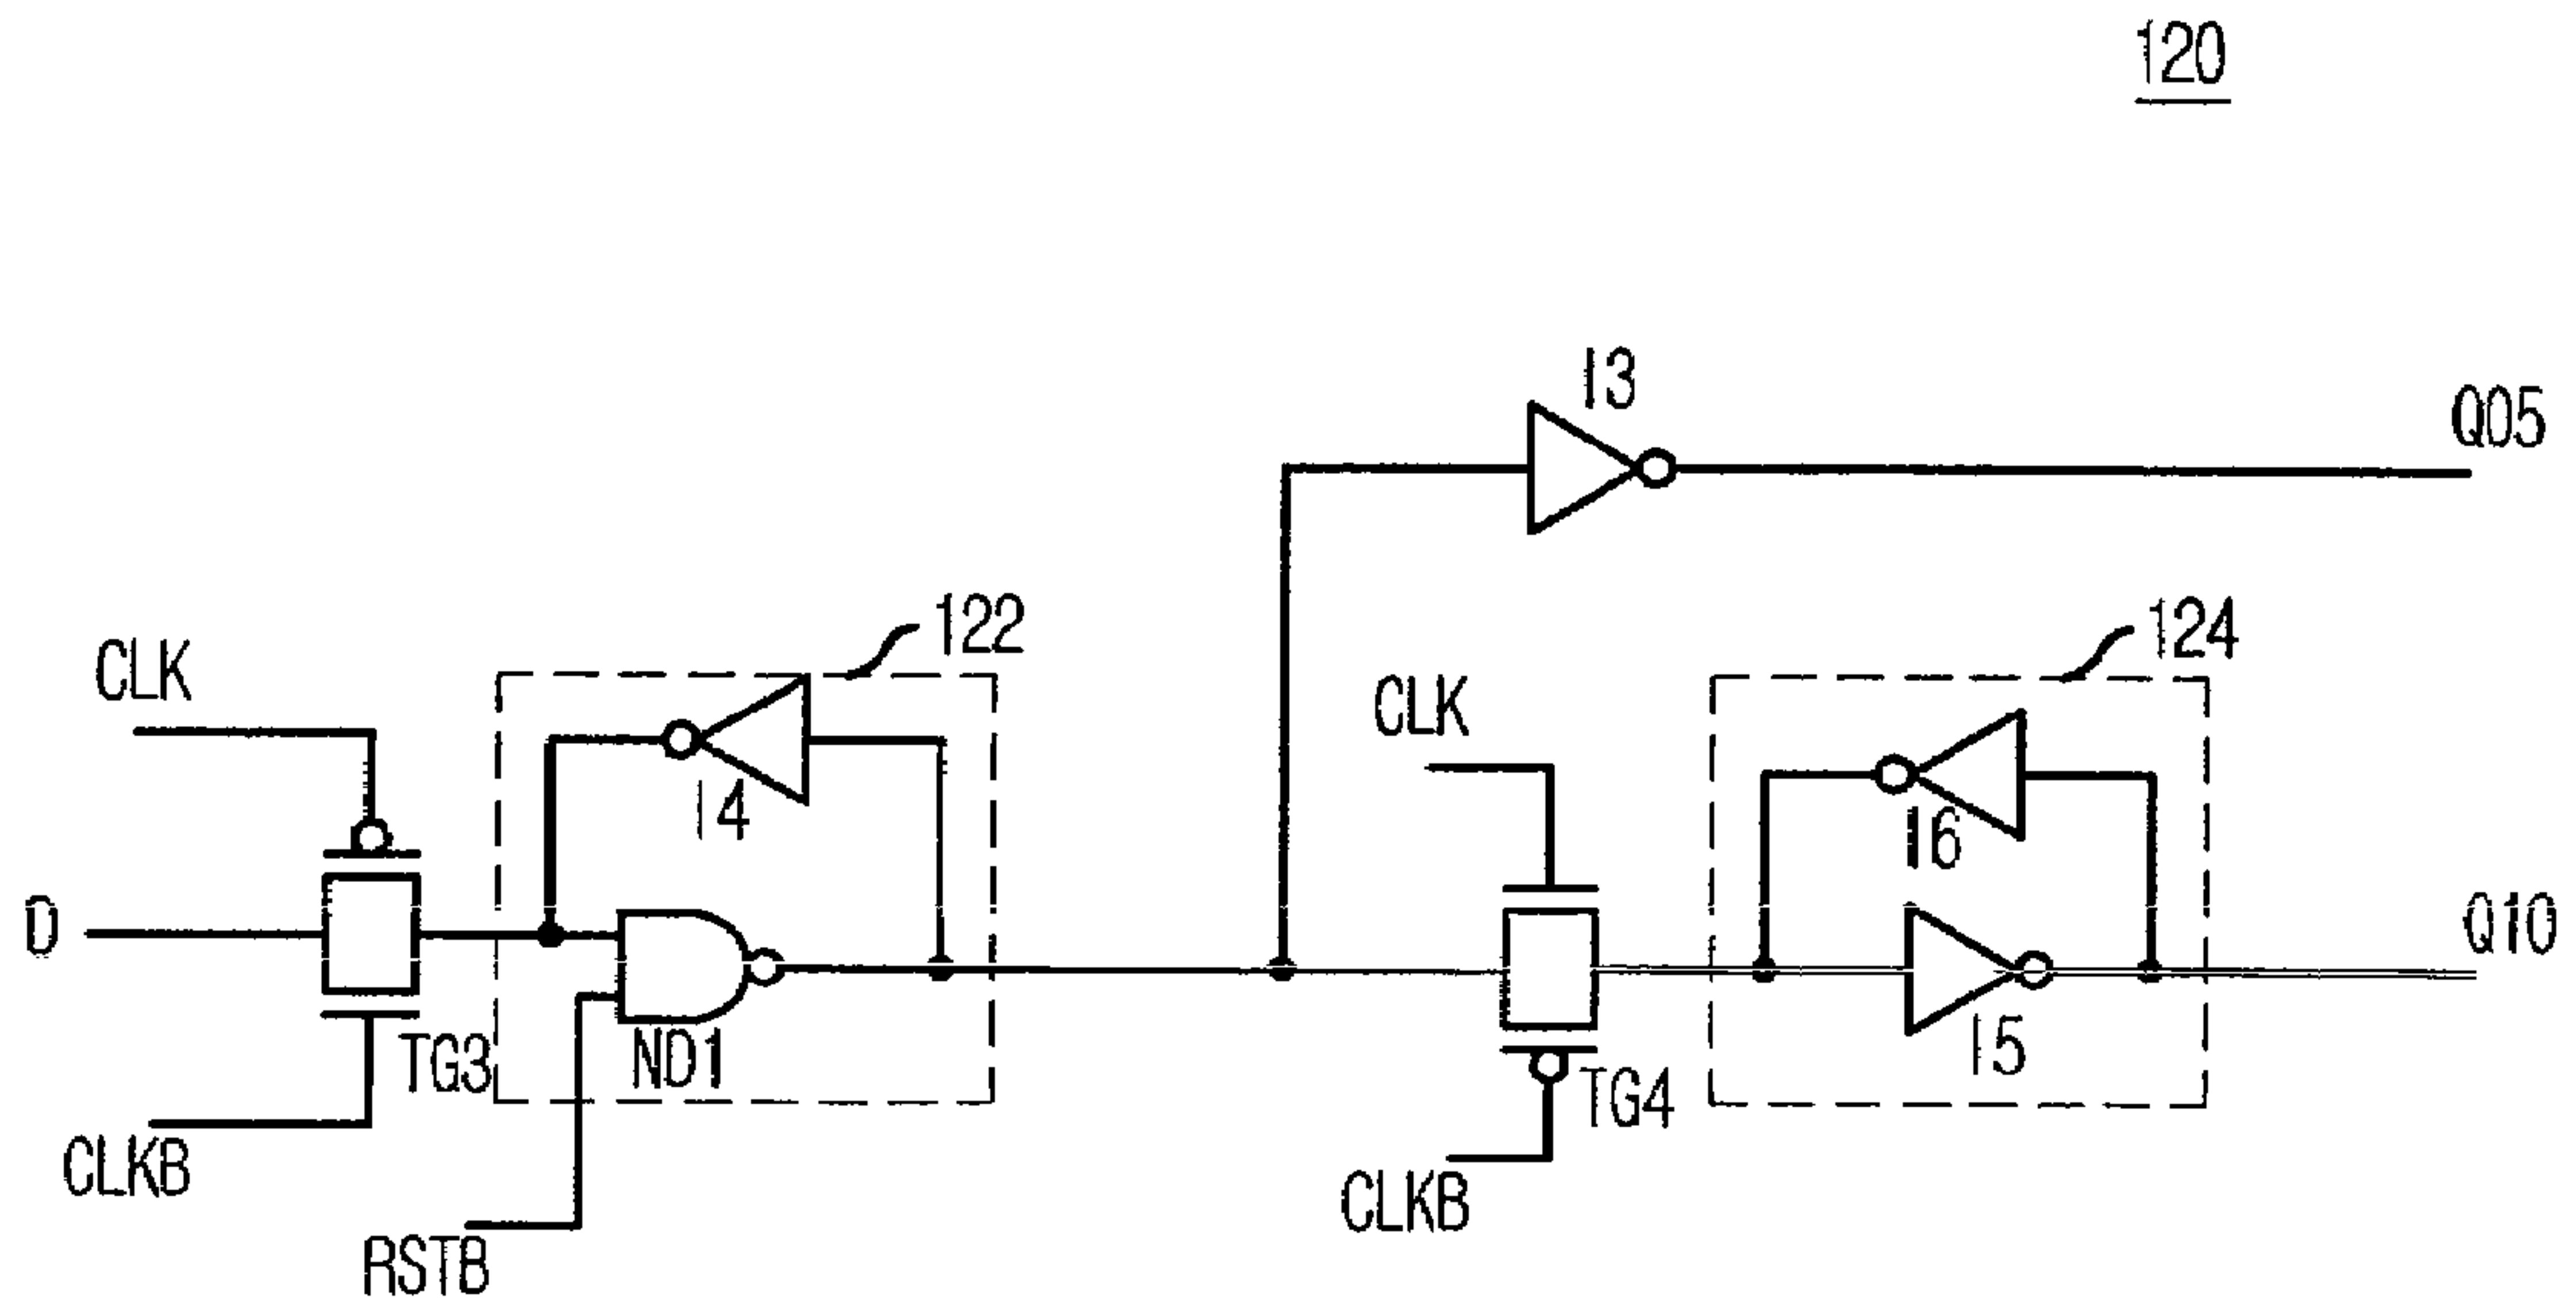 120
I3
Q05
122
124
CLK
CLK
I4
I6
D
Q10
TG3
ND1
I5
TG4
CLKB
CLKB
RSTB